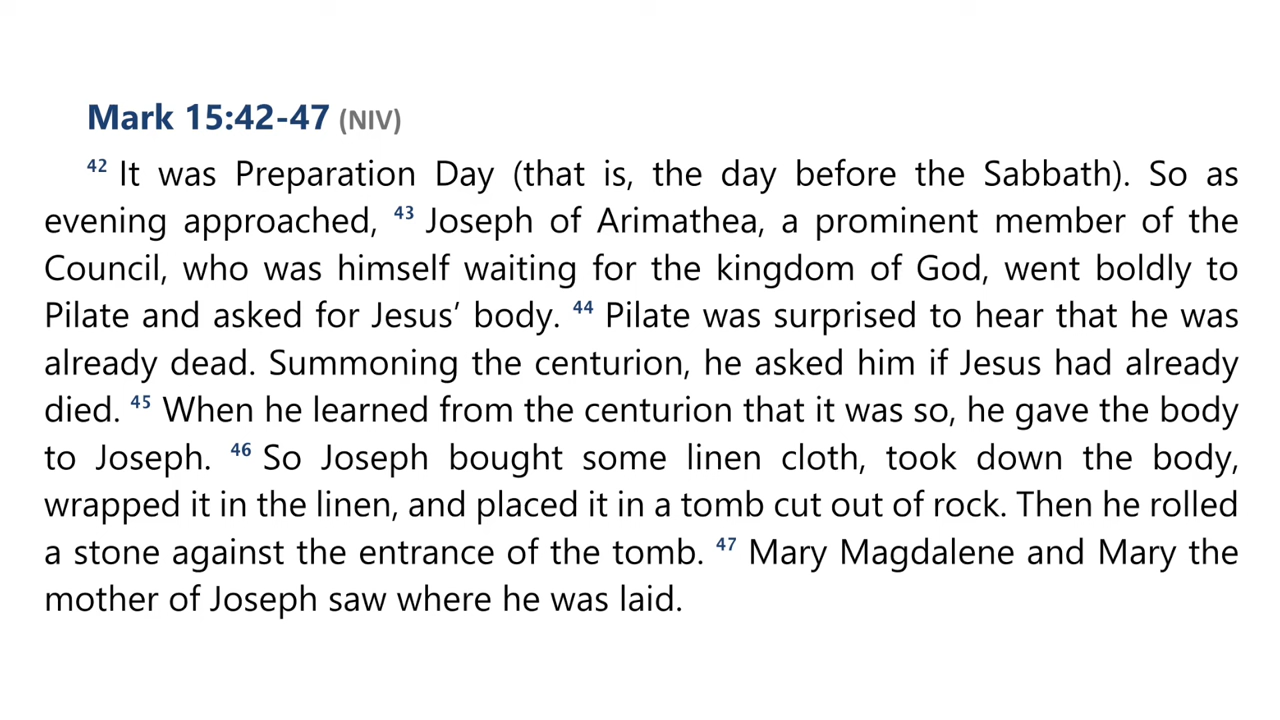 Mark 15:42-47 (NIV)
42 It was Preparation Day (that is, the day before the Sabbath). So as
evening approached, 43 Joseph of Arimathea, a prominent member of the
Council, who was himself waiting for the kingdom of God, went boldly to
Pilate and asked for Jesus’ body. 44 Pilate was surprised to hear that he was
already dead. Summoning the centurion, he asked him if Jesus had already
died. 45 When he learned from the centurion that it was so, he gave the body
to Joseph. 46 So Joseph bought some linen cloth, took down the body,
wrapped it in the linen, and placed it in a tomb cut out of rock. Then he rolled
a stone against the entrance of the tomb. 47 Mary Magdalene and Mary the
mother of Joseph saw where he was laid.